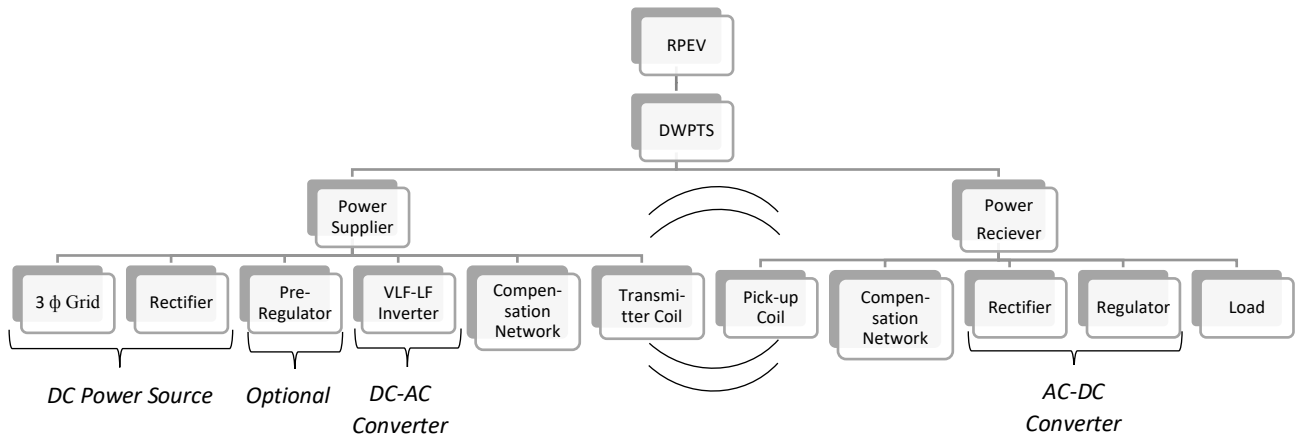 RPEV
DWPTS
Power
Supplier
Power
Reciever
3 ϕ Grid
Rectifier
Pre-
Regulator
VLF-LF
Inverter
Compen-
sation
Network
Transmi-
tter Coil
Pick-up
Coil
Compen-
sation
Network
Rectifier
Regulator
Load
DC Power Source
Optional
DC-AC
Converter
AC-DC
Converter